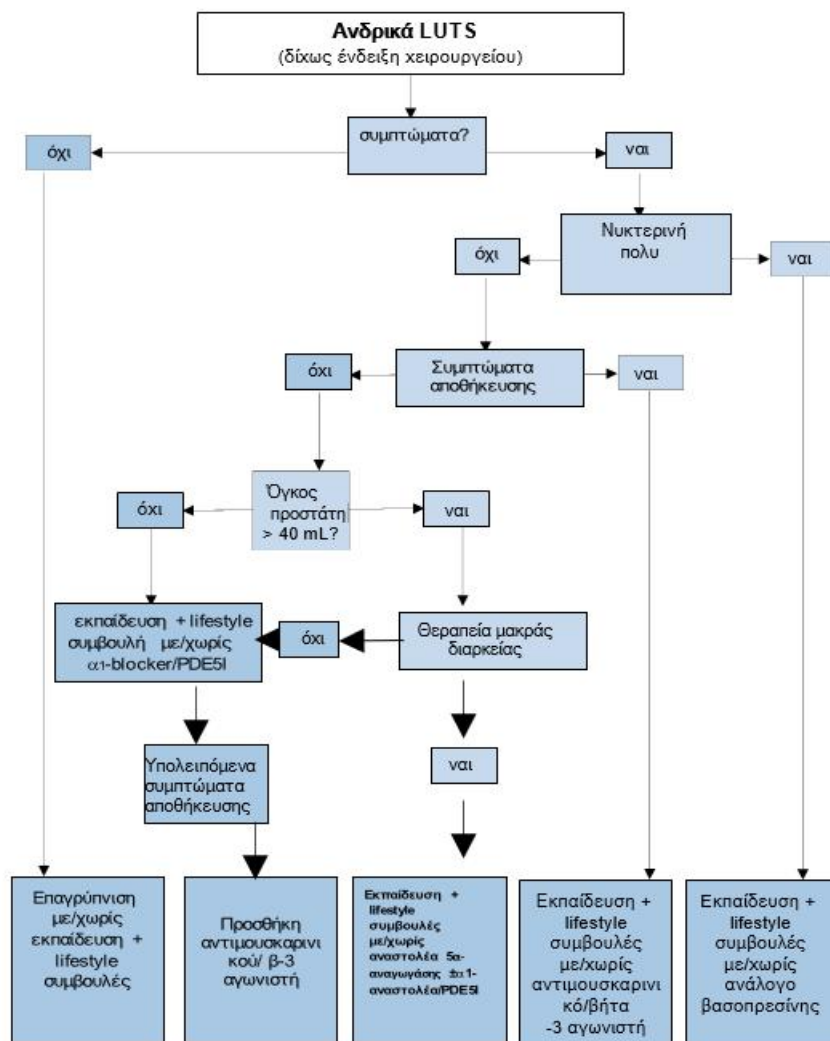 Ανδρικά LUTS
(δίχως ένδειξη χειρουργείου)
όχι
συμπτώματα?
ναι
Νυκτερινή
πολυ
όχι
ναι
όχι
Συμπτώματα
αποθήκευσης
ναι
όχι
Όγκος
προστάτη
> 40 mL?
ναι
εκπαίδευση + lifestyle
συμβουλή με/χωρίς
α1-blocker/PDE5I
όχι
Θεραπεία μακράς
διαρκείας
Υπολειπόμενα
συμπτώματα
αποθήκευσης
ναι
Επαγρύπνιση
με/χωρίς
εκπαίδευση +
lifestyle
συμβουλές
Προσθήκη
αντιμουσκαρινι
κού/ β-3
αγωνιστή
Εκπαίδευση +
lifestyle
συμβουλές
με/χωρίς
αναστολέα 5α-
αναγωγάσης
±α1-
αναστολέα/PDE5I
Εκπαίδευση +
lifestyle
συμβουλές
με/χωρίς
αντιμουσκαρινι
κό/βήτα
-3 αγωνιστή
Εκπαίδευση +
lifestyle
συμβουλές
με/χωρίς
ανάλογο
βασοπρεσίνης